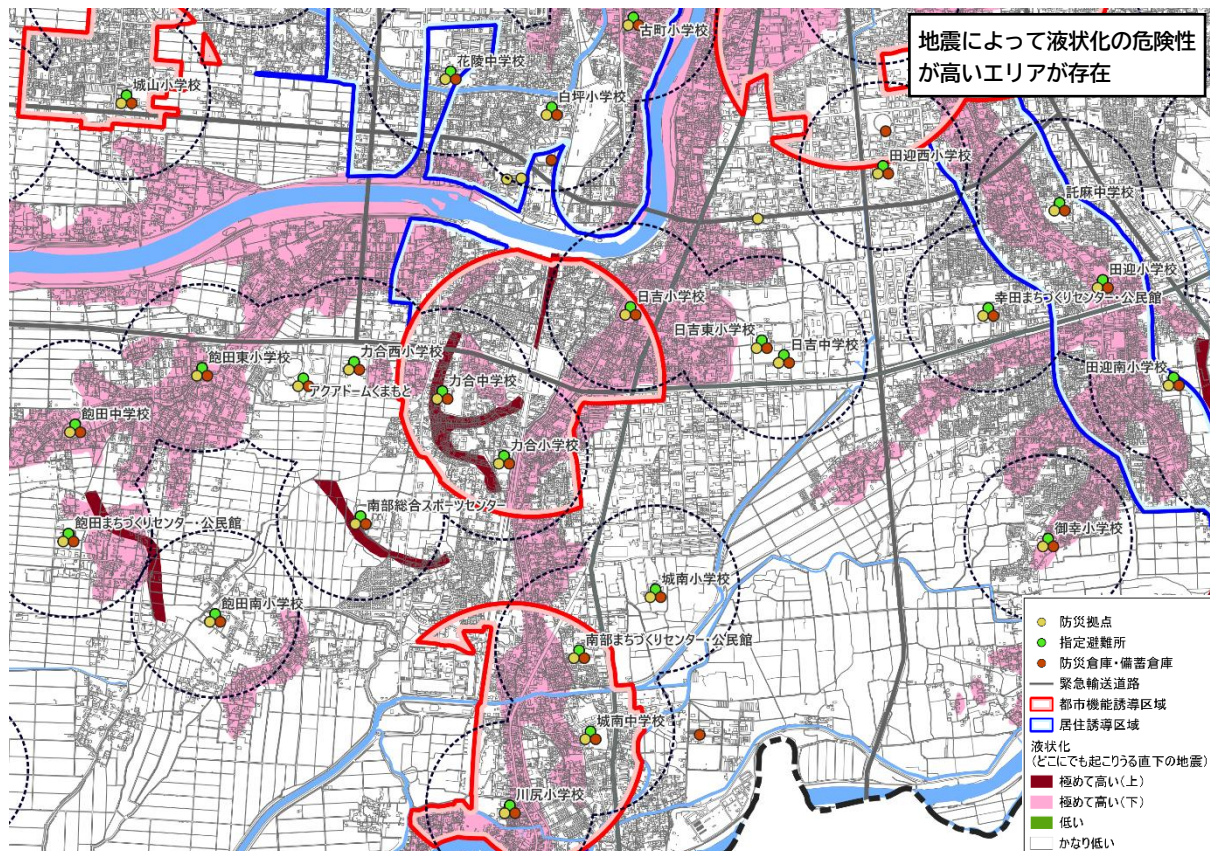 地震によって液状化の危険性
が高いエリアが存在
古町小学校
花陵中学校
城山小学校
白坪小学校
田迎西小学校
託麻中学校
田迎小学校
幸田まちづくりセンター・公民館
日吉小学校
日吉東小学校
日吉中学校
飽田東小学校
力合西小学校
アクアドームくまもと
力合中学校
田迎南小学校
飽田中学校
力合小学校
南部総合スポーツセンター
飽田まちづくりセンター・公民館
御幸小学校
城南小学校
飽田南小学校
南部まちづくりセンター・公民館
城南中学校
川尻小学校
防災拠点
指定避難所
防災倉庫・備蓄倉庫
緊急輸送道路
都市機能誘導区域
居住誘導区域
液状化
(どこにでも起こりうる直下の地震)
極めて高い(上)
極めて高い(下)
低い
かなり低い